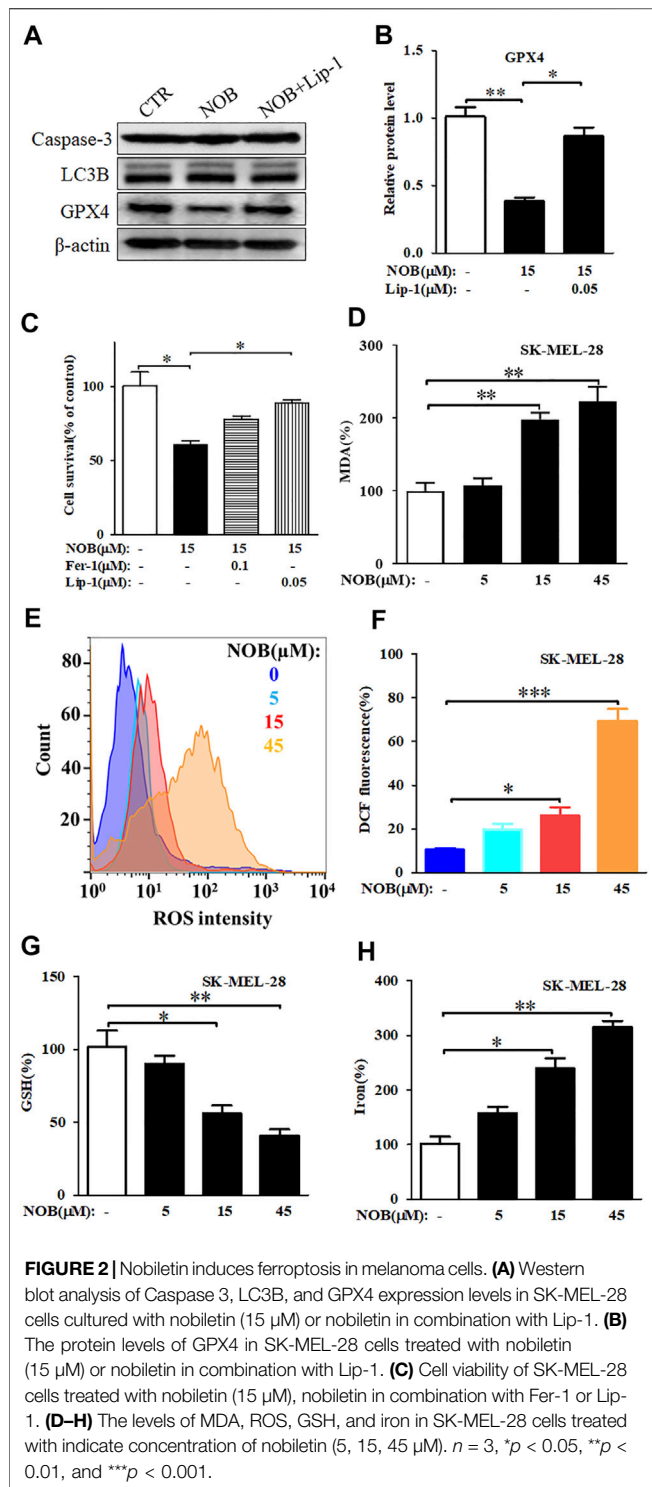 A
CTR NOB NOB+Lip-1
Caspase-3
LC3B
GPX4
β-actin
B
GPX4
** *
Relative protein level
1.5
1.0
0.5
0.0
NOB(μM): - 15 15
Lip-1(μM): - - 0.05
C
* *
Cell survival(% of control)
100
50
0
NOB(μM): - 15 15 15
Fer-1(μM): - - 0.1 -
Lip-1(μM): - - - 0.05
D
SK-MEL-28
**
**
MDA(%)
300
200
100
0
NOB(μM): - 5 15 45
E
NOB(μM):
0
5
15
45
Count
80
60
40
20
10⁰ 10¹ 10² 10³ 10⁴
ROS intensity
F
SK-MEL-28
***
*
DCF fluorescence(%)
80
60
40
20
0
NOB(μM): - 5 15 45
G
SK-MEL-28
**
*
GSH(%)
150
100
50
0
NOB(μM): - 5 15 45
H
SK-MEL-28
**
*
Iron(%)
400
300
200
100
0
NOB(μM): - 5 15 45
FIGURE 2 | Nobiletin induces ferroptosis in melanoma cells. (A) Western
blot analysis of Caspase 3, LC3B, and GPX4 expression levels in SK-MEL-28
cells cultured with nobiletin (15 μM) or nobiletin in combination with Lip-1. (B)
The protein levels of GPX4 in SK-MEL-28 cells treated with nobiletin
(15 μM) or nobiletin in combination with Lip-1. (C) Cell viability of SK-MEL-28
cells treated with nobiletin (15 μM), nobiletin in combination with Fer-1 or Lip-
1. (D–H) The levels of MDA, ROS, GSH, and iron in SK-MEL-28 cells treated
with indicate concentration of nobiletin (5, 15, 45 μM). n = 3, *p < 0.05, **p <
0.01, and ***p < 0.001.